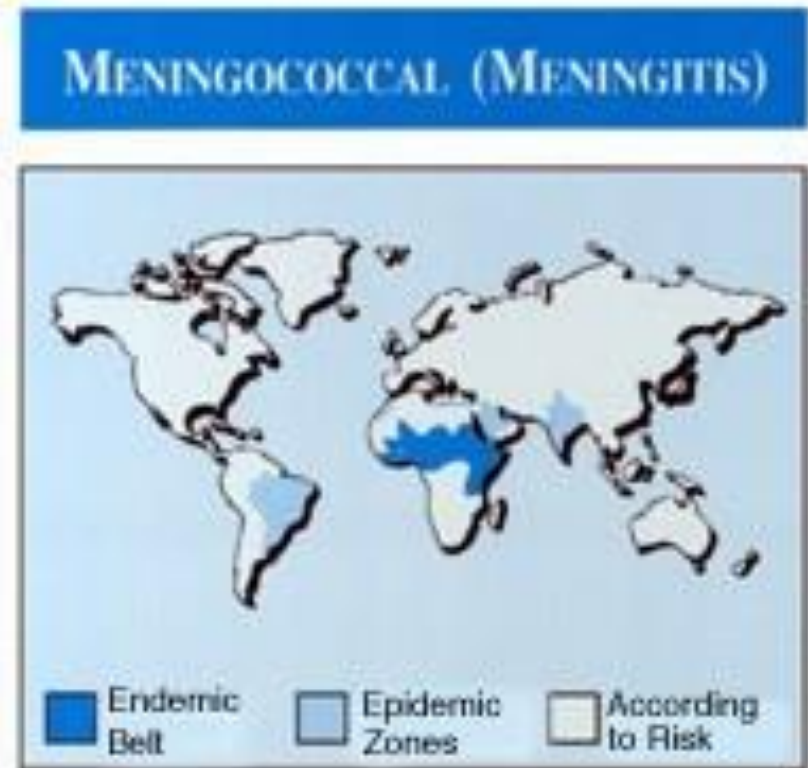 MENINGOCOCCAL (MENINGITIS)
Endemic
Belt
Epidemic
Zones
According
to Risk